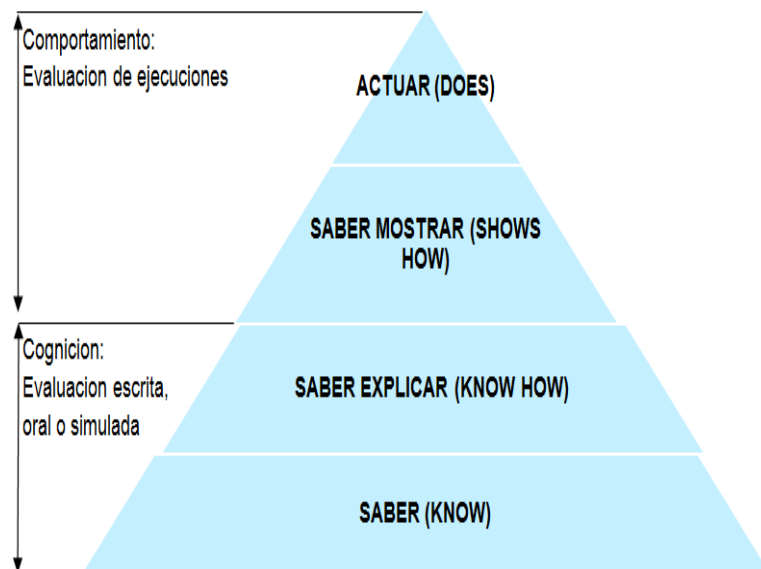 Comportamiento:
Evaluacion de ejecuciones
ACTUAR (DOES)
SABER MOSTRAR (SHOWS
HOW)
Cognicion:
Evaluacion escrita,
oral o simulada
SABER EXPLICAR (KNOW HOW)
SABER (KNOW)